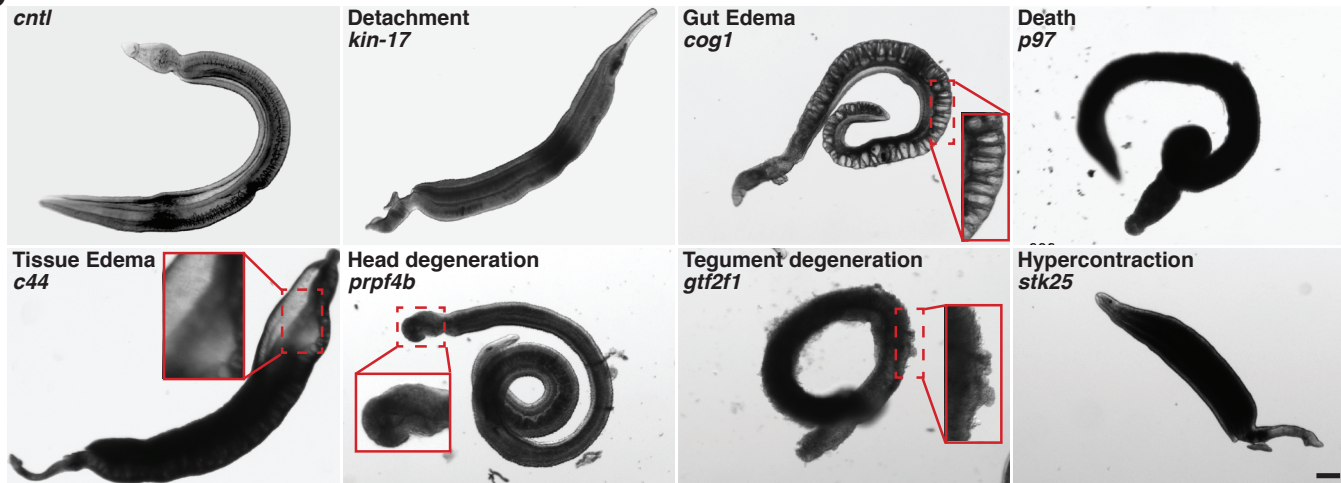 cntl
Detachment
kin-17
Gut Edema
cog1
Death
p97
Tissue Edema
c44
Head degeneration
prpf4b
Tegument degeneration
gtf2f1
Hypercontraction
stk25